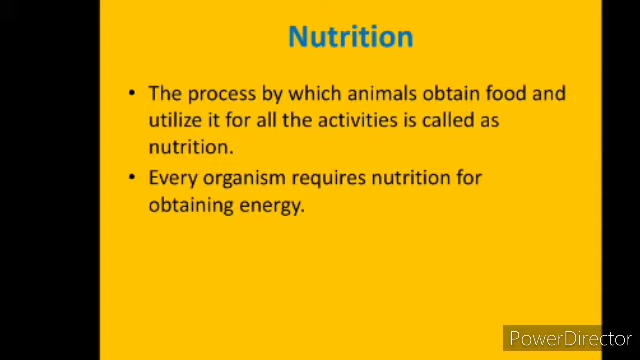 Nutrition
• The process by which animals obtain food and
utilize it for all the activities is called as
nutrition.
• Every organism requires nutrition for
obtaining energy.
PowerDirector